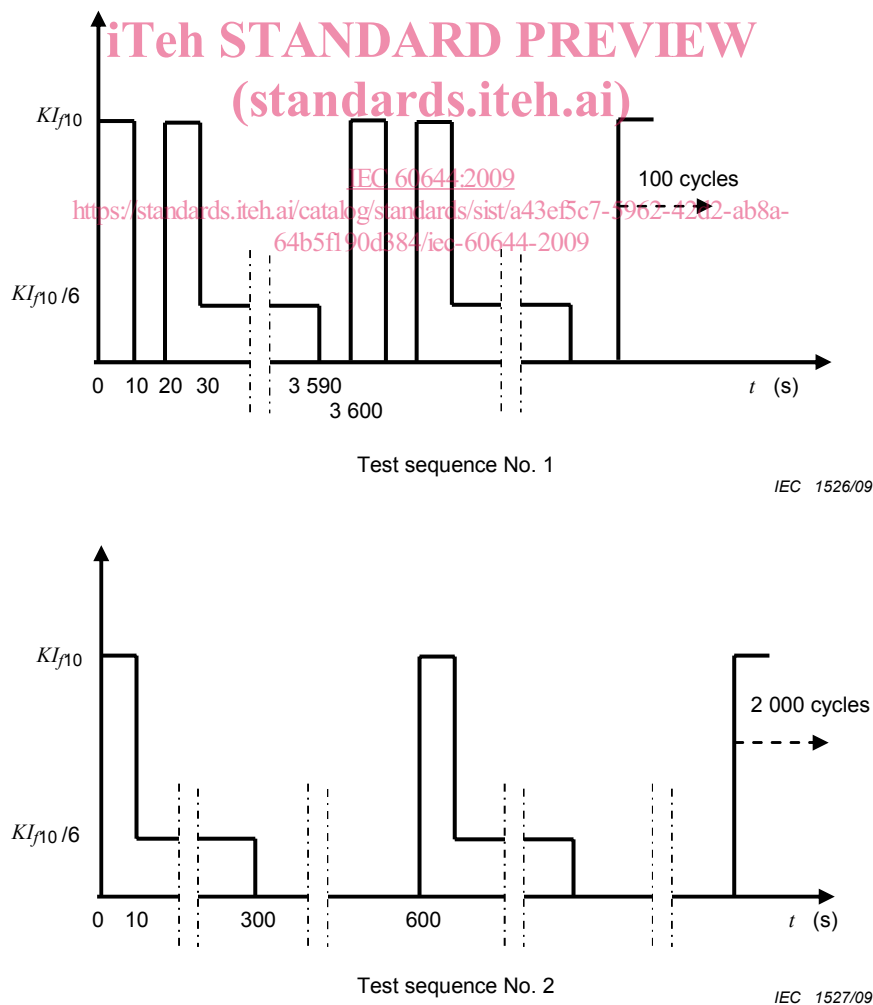 iTeh STANDARD PREVIEW
(standards.iteh.ai)
KIf10
IEC 60644:2009
100 cycles
https://standards.iteh.ai/catalog/standards/sist/a43ef5c7-5962-42d2-ab8a-
64b5f190d384/iec-60644-2009
KIf10 /6
0 10 20 30 3 590 t (s)
3 600
Test sequence No. 1
IEC 1526/09
KIf10
2 000 cycles
KIf10 /6
0 10 300 600 t (s)
Test sequence No. 2
IEC 1527/09